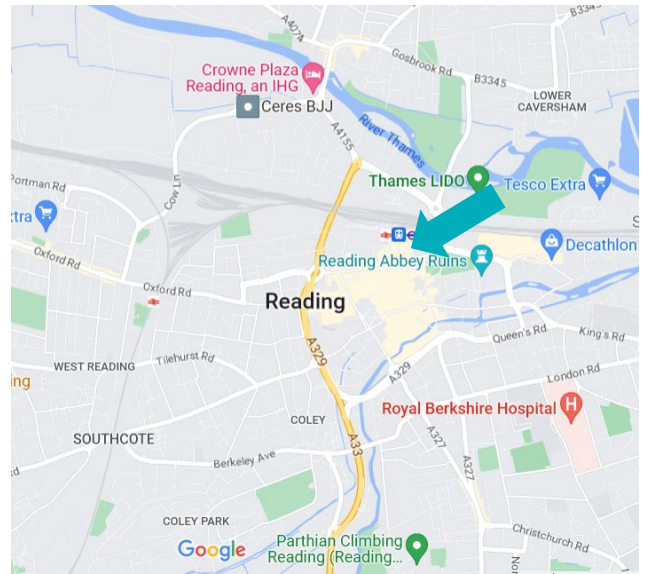 A4074
B3345
Gosbrook Rd
B3345
Crowne Plaza
Reading, an IHG
LOWER
CAVERSHAM
Ceres BJJ
A4155
River Thames
Portman Rd
Cow Ln
Thames LIDO
Tesco Extra
xtra
S
Decathlon
Oxford Rd
Reading Abbey Ruins
Oxford Rd
Reading
Queen's Rd
King's Rd
A329
WEST READING
Tilehurst Rd
A329
London Rd
ng
Royal Berkshire Hospital
H
COLEY
A327
SOUTHCOTE
A33
A327
Berkeley Ave
d
COLEY PARK
Christchurch Rd
Google
Parthian Climbing
Reading (Reading...
Nor